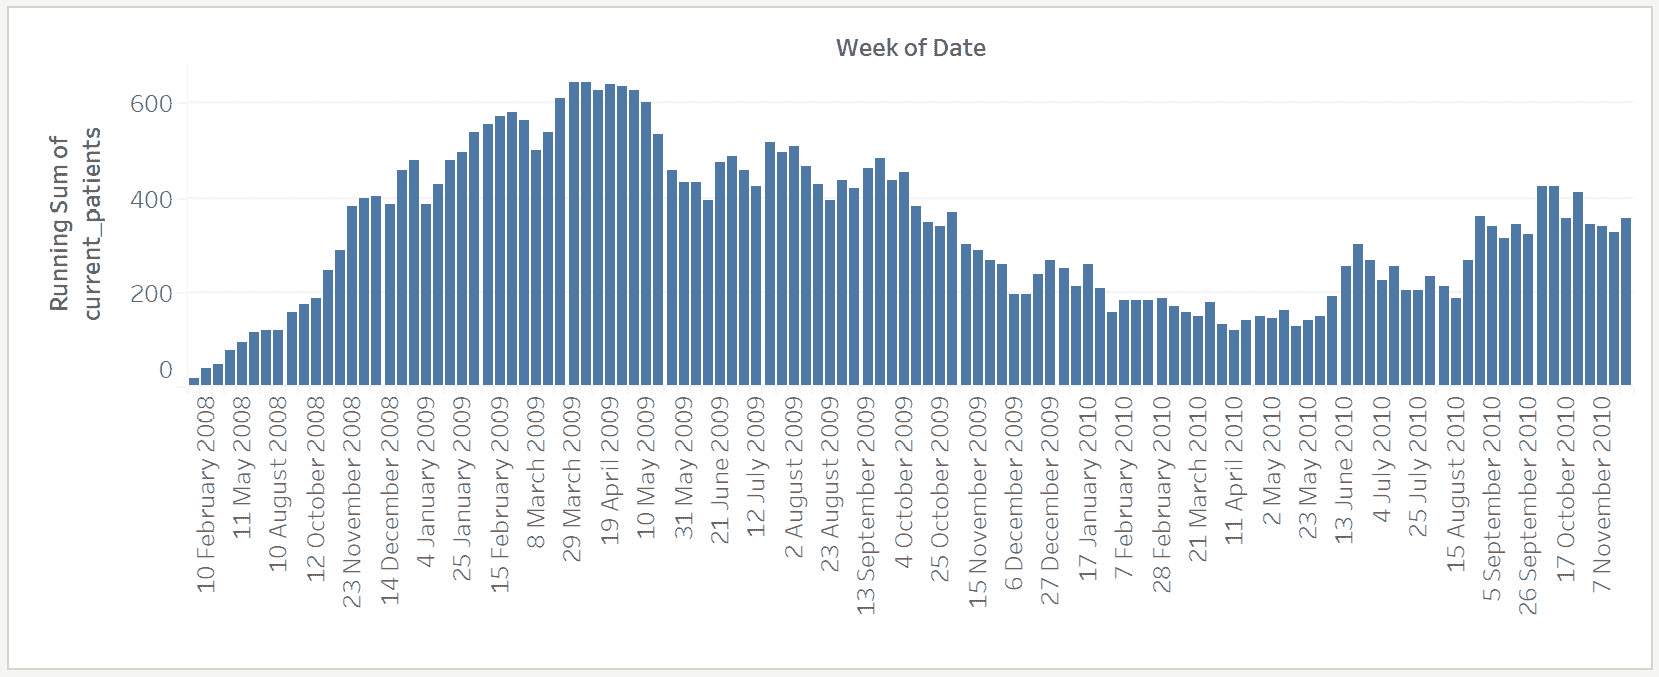 Week of Date
Running Sum of
current_patients
600
400
200
0
10 February 2008
11 May 2008
10 August 2008
12 October 2008
23 November 2008
14 December 2008
4 January 2009
25 January 2009
15 February 2009
8 March 2009
29 March 2009
19 April 2009
10 May 2009
31 May 2009
21 June 2009
12 July 2009
2 August 2009
23 August 2009
13 September 2009
4 October 2009
25 October 2009
15 November 2009
6 December 2009
27 December 2009
17 January 2010
7 February 2010
28 February 2010
21 March 2010
11 April 2010
2 May 2010
23 May 2010
13 June 2010
4 July 2010
25 July 2010
15 August 2010
5 September 2010
26 September 2010
17 October 2010
7 November 2010